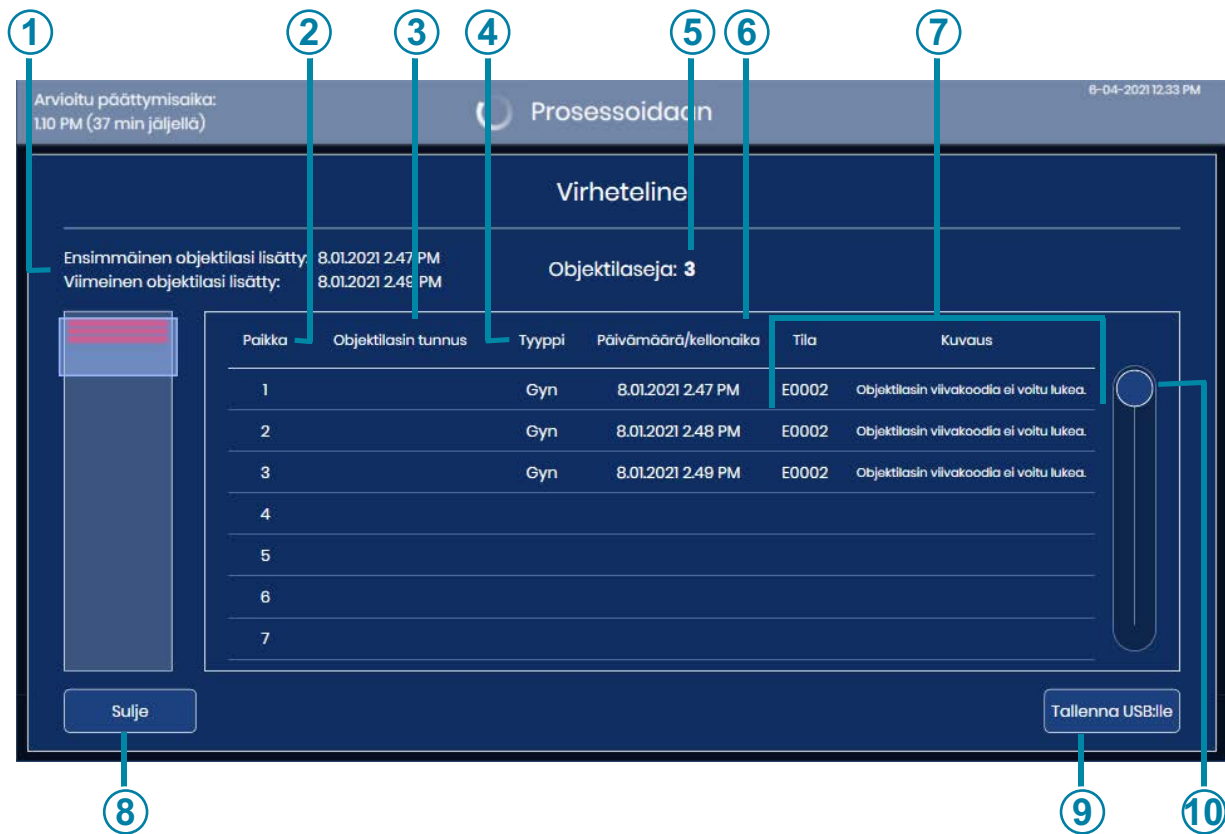 1 2 3 4 5 6 7
Arvioitu päättymisaika:
1.10 PM (37 min jäljellä)
Prosessoidaan
6-04-2021 12.33 PM
Virheteline
Ensimmäinen objektilasi lisätty: 8.01.2021 2.47 PM
Viimeinen objektilasi lisätty: 8.01.2021 2.49 PM
Objektilaseja: 3
Paikka Objektilasin tunnus Tyyppi Päivämäärä/kellonaika Tila Kuvaus
1 Gyn 8.01.2021 2.47 PM E0002 Objektilasin viivakoodia ei voitu lukea.
2 Gyn 8.01.2021 2.48 PM E0002 Objektilasin viivakoodia ei voitu lukea.
3 Gyn 8.01.2021 2.49 PM E0002 Objektilasin viivakoodia ei voitu lukea.
4
5
6
7
Sulje
Tallenna USB:lle
8 9 10